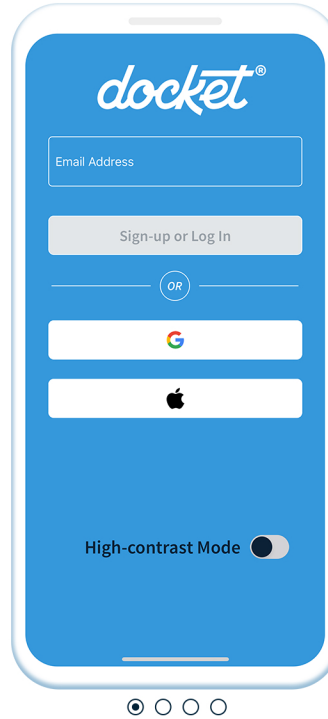 docket®
Email Address
Sign-up or Log In
OR
High-contrast Mode